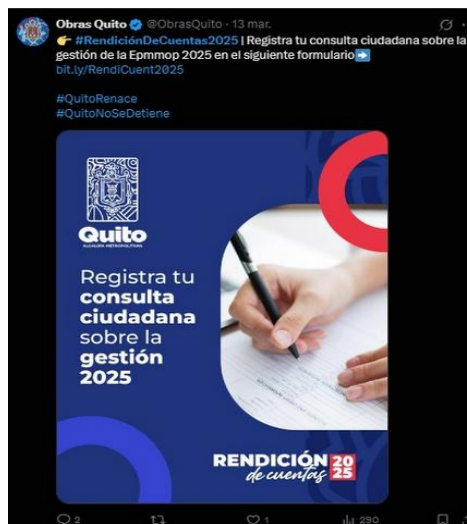 Obras Quito @ObrasQuito · 13 mar.
👉 #RendiciónDeCuentas2025 | Registra tu consulta ciudadana sobre la
gestión de la Epmmop 2025 en el siguiente formulario➡
bit.ly/RendiCuent2025
#QuitoRenace
#QuitoNoSeDetiene
Quito
ALCALDÍA METROPOLITANA
Registra tu
consulta
ciudadana
sobre la
gestión
2025
RENDICIÓN 2025
de cuentas
2
1
290